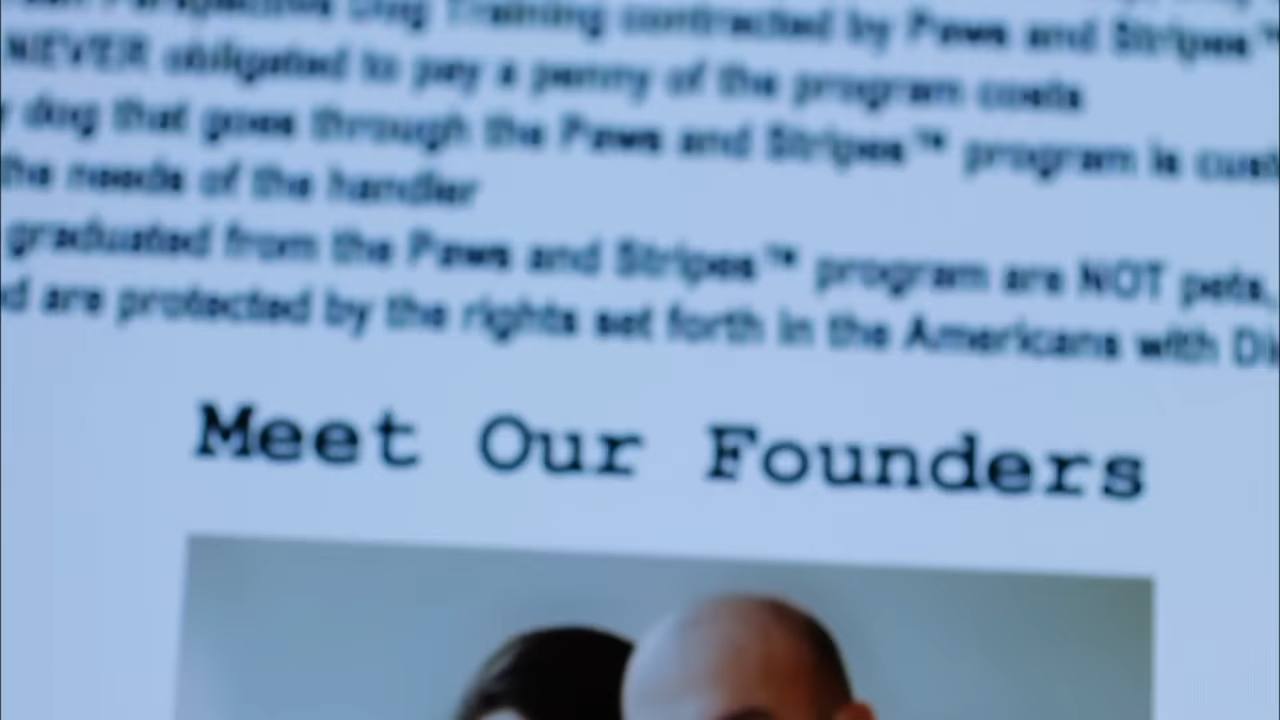 Perspective Dog Training contracted by Paws and Stripes™
NEVER obligated to pay a penny of the program costs
dog that goes through the Paws and Stripes™ program is
the needs of the handler
graduated from the Paws and Stripes™ program are NOT pets,
are protected by the rights set forth in the Americans with
Meet Our Founders